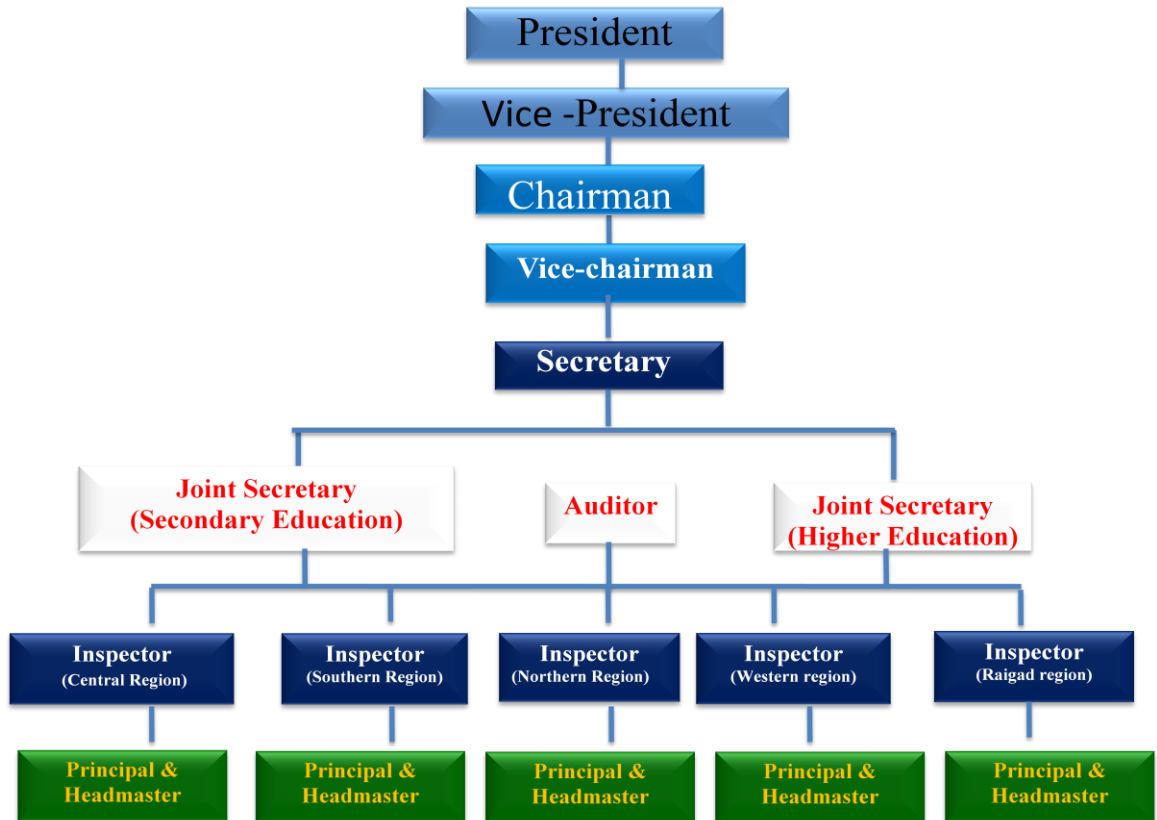 President
Vice -President
Chairman
Vice-chairman
Secretary
Joint Secretary
(Secondary Education)
Auditor
Joint Secretary
(Higher Education)
Inspector
(Central Region)
Inspector
(Southern Region)
Inspector
(Northern Region)
Inspector
(Western region)
Inspector
(Raigad region)
Principal &
Headmaster
Principal &
Headmaster
Principal &
Headmaster
Principal &
Headmaster
Principal &
Headmaster